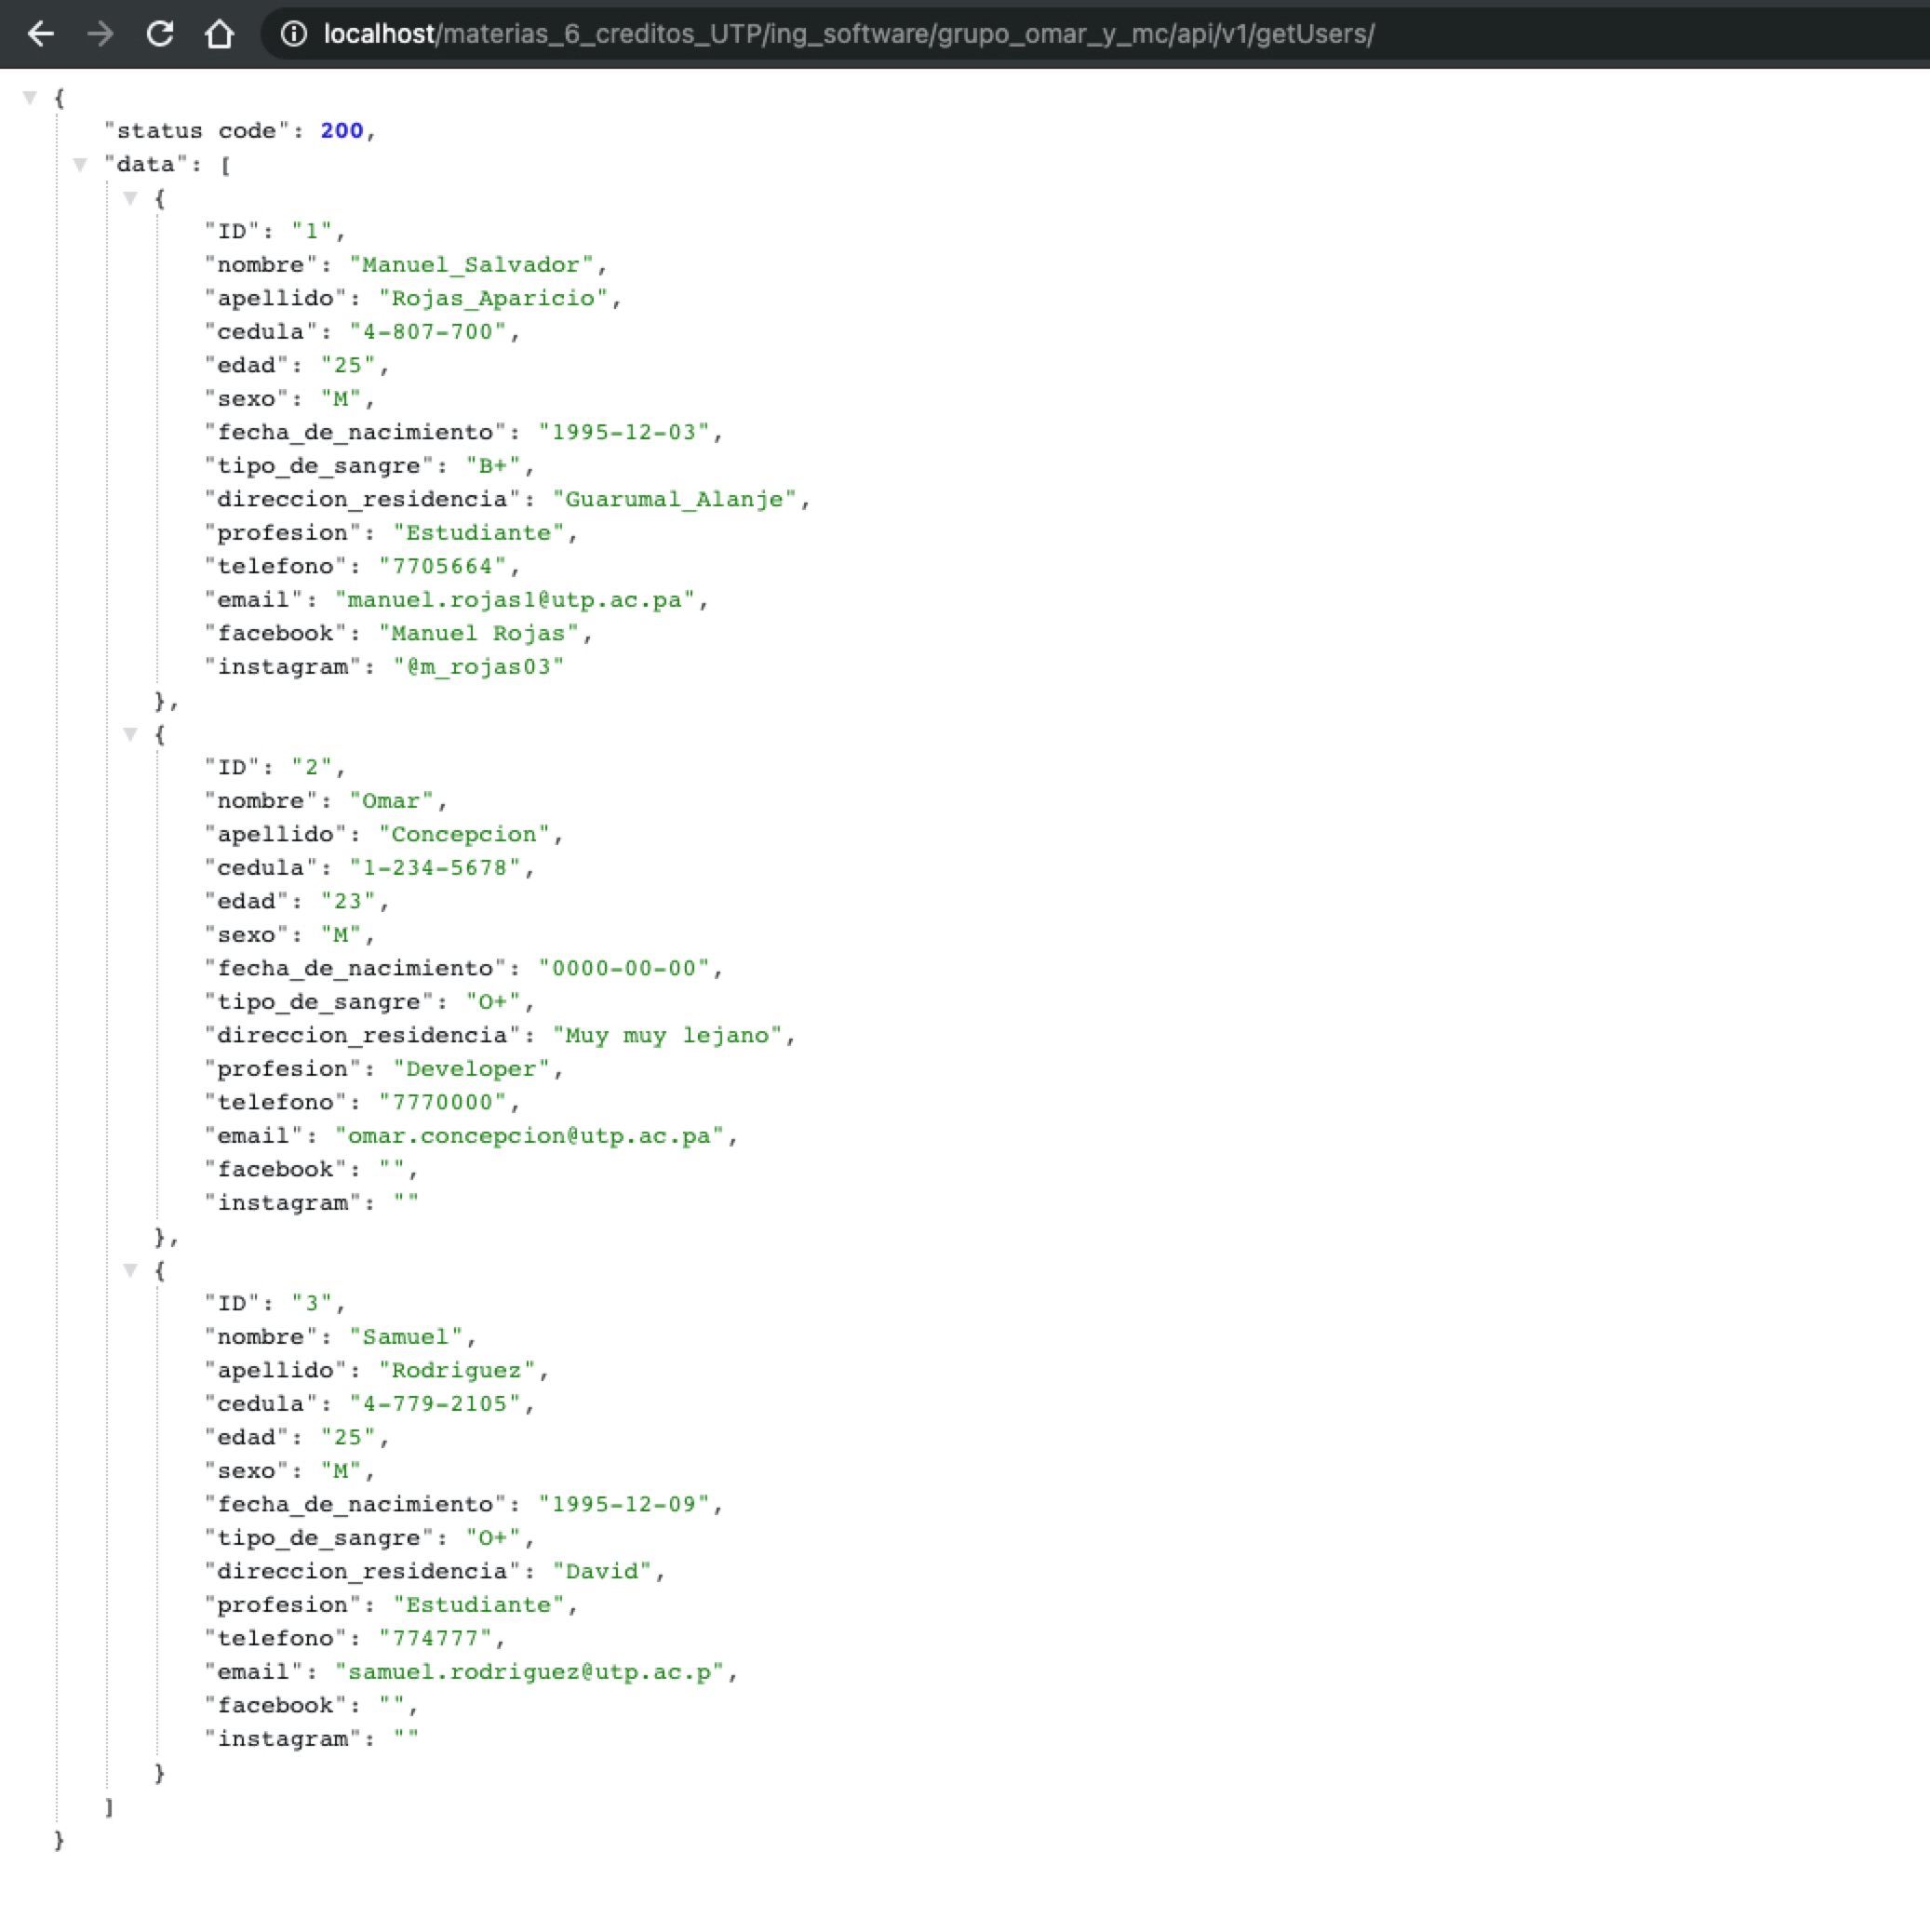 localhost/materias_6_creditos_UTP/ing_software/grupo_omar_y_mc/api/v1/getUsers/
{
"status code": 200,
"data": [
{
"ID": "1",
"nombre": "Manuel_Salvador",
"apellido": "Rojas_Aparicio",
"cedula": "4-807-700",
"edad": "25",
"sexo": "M",
"fecha_de_nacimiento": "1995-12-03",
"tipo_de_sangre": "B+",
"direccion_residencia": "Guarumal_Alanje",
"profesion": "Estudiante",
"telefono": "7705664",
"email": "manuel.rojas1@utp.ac.pa",
"facebook": "Manuel Rojas",
"instagram": "@m_rojas03"
},
{
"ID": "2",
"nombre": "Omar",
"apellido": "Concepcion",
"cedula": "1-234-5678",
"edad": "23",
"sexo": "M",
"fecha_de_nacimiento": "0000-00-00",
"tipo_de_sangre": "O+",
"direccion_residencia": "Muy muy lejano",
"profesion": "Developer",
"telefono": "7770000",
"email": "omar.concepcion@utp.ac.pa",
"facebook": "",
"instagram": ""
},
{
"ID": "3",
"nombre": "Samuel",
"apellido": "Rodriguez",
"cedula": "4-779-2105",
"edad": "25",
"sexo": "M",
"fecha_de_nacimiento": "1995-12-09",
"tipo_de_sangre": "O+",
"direccion_residencia": "David",
"profesion": "Estudiante",
"telefono": "774777",
"email": "samuel.rodriguez@utp.ac.p",
"facebook": "",
"instagram": ""
}
]
}